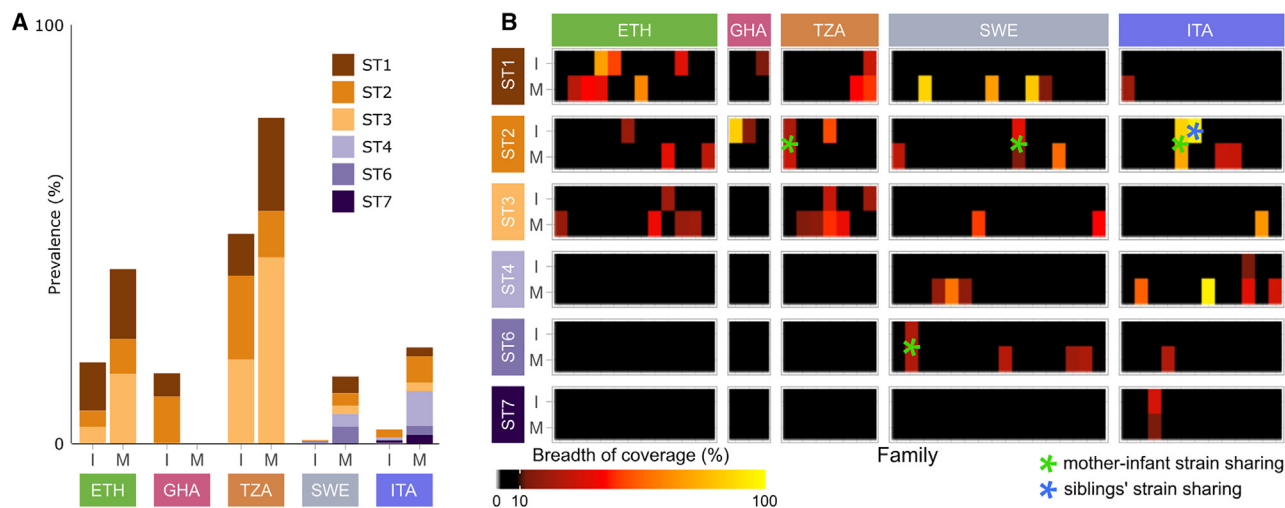 A
100
Prevalence (%)
0
ST1
ST2
ST3
ST4
ST6
ST7
I M I M I M I M I M
ETH GHA TZA SWE ITA
B
ETH GHA TZA SWE ITA
ST1 I
M
ST2 I
M
ST3 I
M
ST4 I
M
ST6 I
M
ST7 I
M
Breadth of coverage (%)
0 10 100
Family
mother-infant strain sharing
siblings' strain sharing